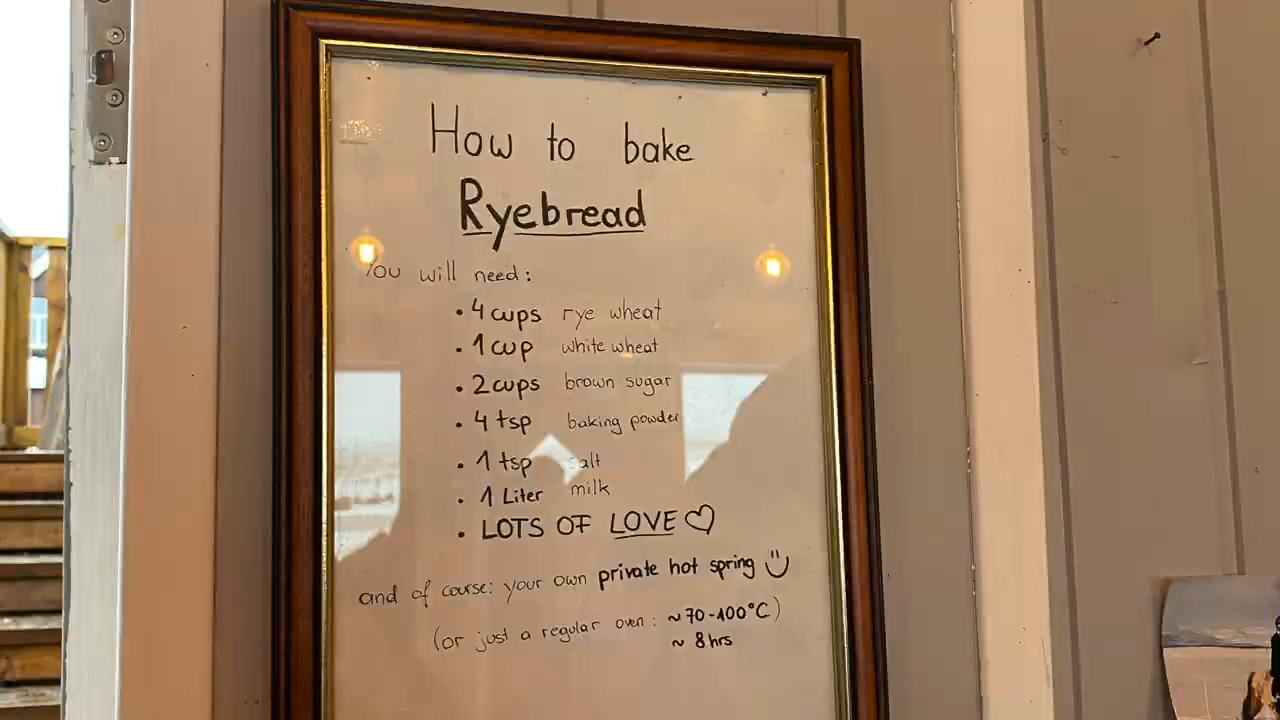 How to bake
Ryebread
You will need:
• 4 cups rye wheat
• 1 cup white wheat
• 2 cups brown sugar
• 4 tsp baking powder
• 1 tsp salt
• 1 Liter milk
• LOTS OF LOVE ♡
and of course: your own private hot spring ü
(or just a regular oven: ~70-100°C)
~ 8 hrs